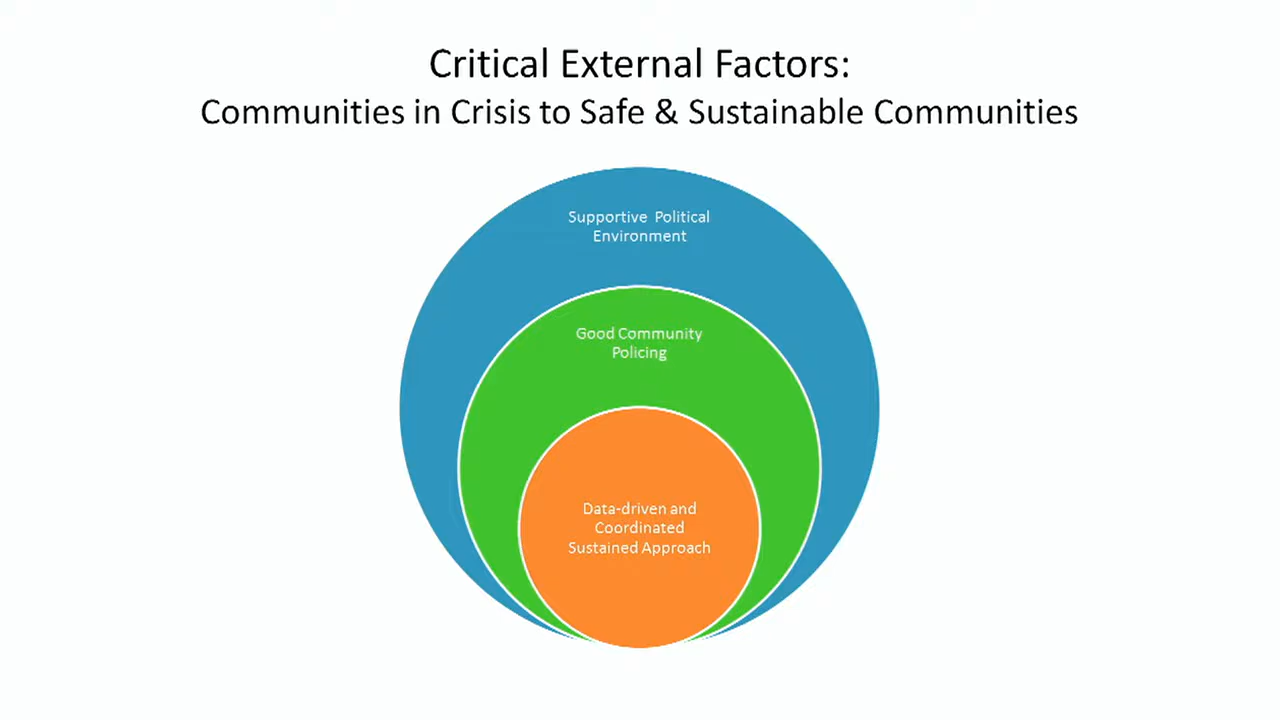 Critical External Factors:
Communities in Crisis to Safe & Sustainable Communities
Supportive Political
Environment
Good Community
Policing
Data-driven and
Coordinated
Sustained Approach